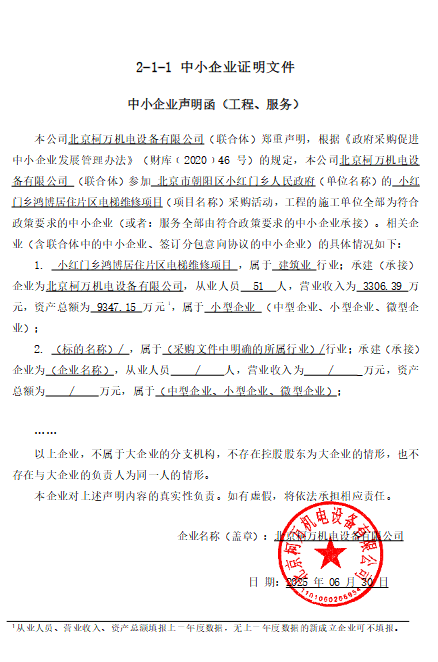 2-1-1 中小企业证明文件
中小企业声明函（工程、服务）
本公司北京柯万机电设备有限公司（联合体）郑重声明，根据《政府采购促进
中小企业发展管理办法》（财库﹝2020﹞46 号）的规定，本公司北京柯万机电设
备有限公司 （联合体）参加 北京市朝阳区小红门乡人民政府（单位名称）的 小红
门乡鸿博居住片区电梯维修项目（项目名称）采购活动，工程的施工单位全部为符合
政策要求的中小企业（或者：服务全部由符合政策要求的中小企业承接）。相关企
业（含联合体中的中小企业、签订分包意向协议的中小企业）的具体情况如下：
1. 小红门乡鸿博居住片区电梯维修项目 ，属于 建筑业 行业；承建（承接）
企业为北京柯万机电设备有限公司，从业人员 51 人，营业收入为 3306.39 万
元，资产总额为 9347.15 万元¹，属于 小型企业 （中型企业、小型企业、微型企
业）；
2. （标的名称）/ ，属于（采购文件中明确的所属行业）/行业；承建（承接）
企业为（企业名称），从业人员 / 人，营业收入为 / 万元，资产
总额为 / 万元，属于（中型企业、小型企业、微型企业）；
……
以上企业，不属于大企业的分支机构，不存在控股股东为大企业的情形，也不
存在与大企业的负责人为同一人的情形。
本企业对上述声明内容的真实性负责。如有虚假，将依法承担相应责任。
企业名称（盖章）：北京柯万机电设备有限公司
日 期：2025 年 06 月 30 日
北京柯万机电设备有限公司
¹从业人员、营业收入、资产总额填报上一年度数据，无上一年度数据的新成立企业可不填报。